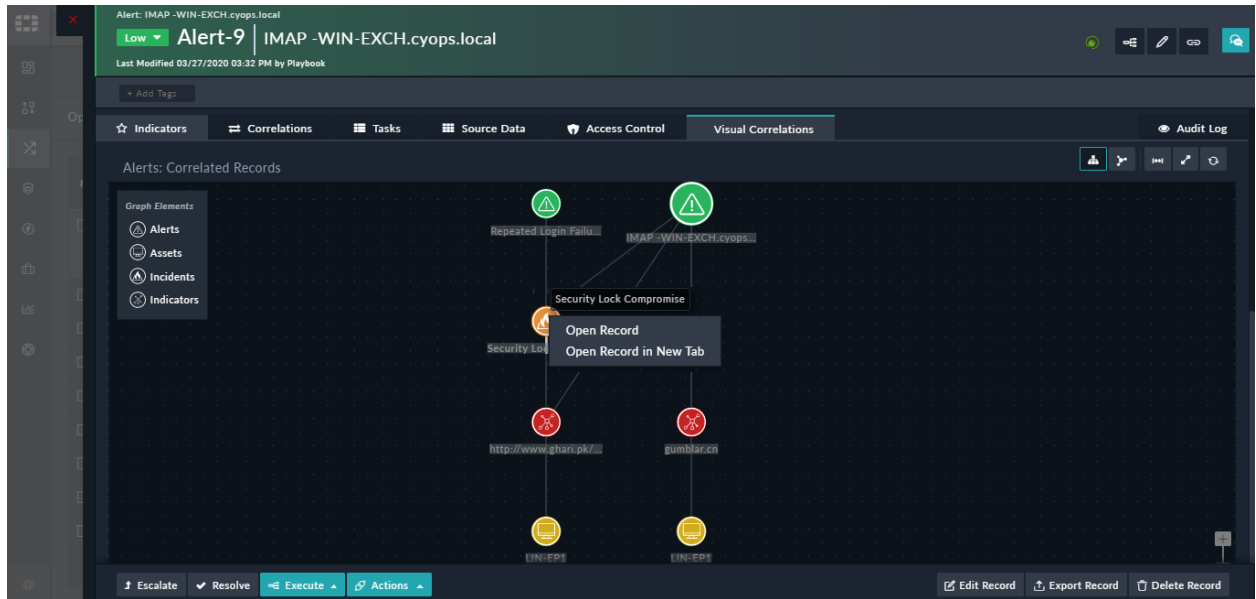 Alert: IMAP -WIN-EXCH.cyops.local
Low Alert-9 IMAP -WIN-EXCH.cyops.local
Last Modified 03/27/2020 03:32 PM by Playbook
+ Add Tags
Op
Indicators Correlations Tasks Source Data Access Control Visual Correlations Audit Log
Alerts: Correlated Records
Graph Elements
Alerts
Assets
Incidents
Indicators
Repeated Login Failu...
IMAP -WIN-EXCH.cyops...
Security Lock Compromise
Open Record
Security Lo
Open Record in New Tab
http://www.ghari.pk/...
gumblar.cn
LIN-EP1
LIN-EP1
Escalate Resolve Execute Actions Edit Record Export Record Delete Record